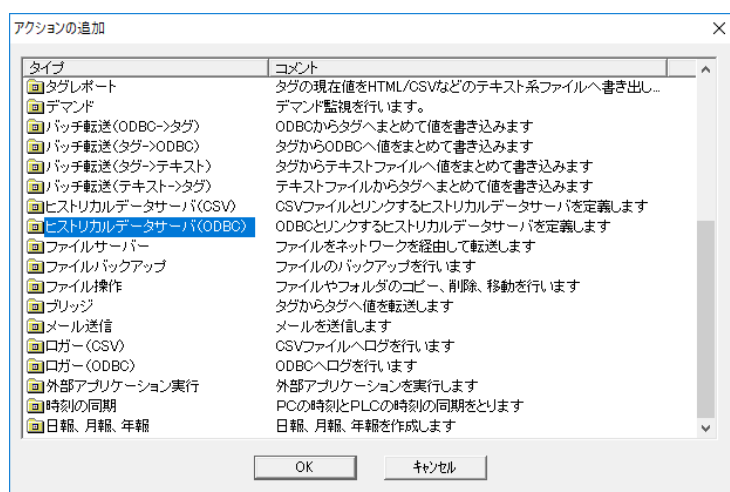 アクションの追加
タイプ コメント
タグレポート タグの現在値をHTML/CSVなどのテキスト系ファイルへ書き出し...
デマンド デマンド監視を行います。
バッチ転送(ODBC->タグ) ODBCからタグへまとめて値を書き込みます
バッチ転送(タグ->ODBC) タグからODBCへ値をまとめて書き込みます
バッチ転送(タグ->テキスト) タグからテキストファイルへ値をまとめて書き込みます
バッチ転送(テキスト->タグ) テキストファイルからタグへまとめて値を書き込みます
ヒストリカルデータサーバ(CSV) CSVファイルとリンクするヒストリカルデータサーバを定義します
ヒストリカルデータサーバ(ODBC) ODBCとリンクするヒストリカルデータサーバを定義します
ファイルサーバー ファイルをネットワークを経由して転送します
ファイルバックアップ ファイルのバックアップを行います
ファイル操作 ファイルやフォルダのコピー、削除、移動を行います
ブリッジ タグからタグへ値を転送します
メール送信 メールを送信します
ロガー(CSV) CSVファイルへログを行います
ロガー(ODBC) ODBCへログを行います
外部アプリケーション実行 外部アプリケーションを実行します
時刻の同期 PCの時刻とPLCの時刻の同期をとります
日報、月報、年報 日報、月報、年報を作成します
OK キャンセル